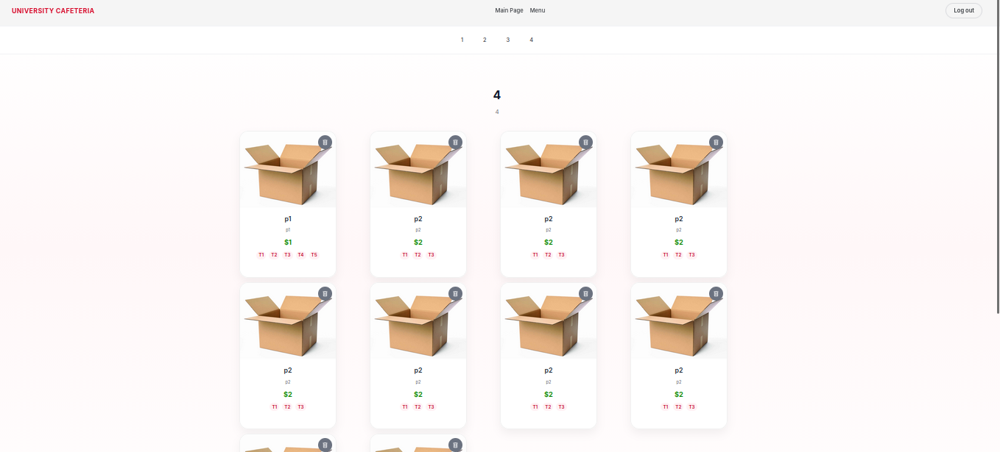 UNIVERSITY CAFETERIA
Main Page Menu
Log out
1 2 3 4
4
4
p1
p1
$1
T1 T2 T3 T4 T5
p2
p2
$2
T1 T2 T3
p2
p2
$2
T1 T2 T3
p2
p2
$2
T1 T2 T3
p2
p2
$2
T1 T2 T3
p2
p2
$2
T1 T2 T3
p2
p2
$2
T1 T2 T3
p2
p2
$2
T1 T2 T3